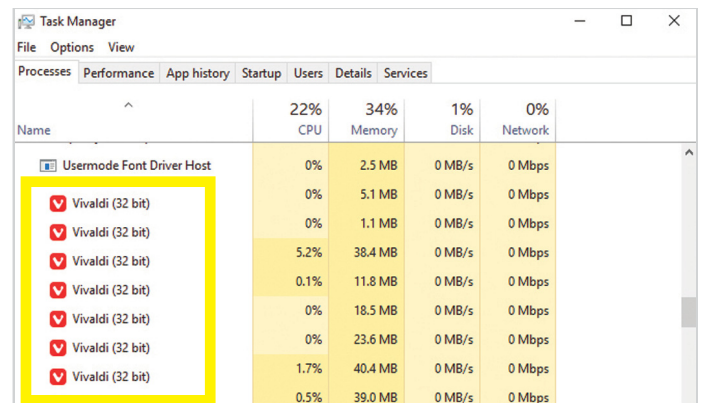 Task Manager
File Options View
Processes Performance App history Startup Users Details Services
22% 34% 1% 0%
Name CPU Memory Disk Network
Usermode Font Driver Host 0% 2.5 MB 0 MB/s 0 Mbps
Vivaldi (32 bit) 0% 5.1 MB 0 MB/s 0 Mbps
Vivaldi (32 bit) 0% 1.1 MB 0 MB/s 0 Mbps
Vivaldi (32 bit) 5.2% 38.4 MB 0 MB/s 0 Mbps
Vivaldi (32 bit) 0.1% 11.8 MB 0 MB/s 0 Mbps
Vivaldi (32 bit) 0% 18.5 MB 0 MB/s 0 Mbps
Vivaldi (32 bit) 0% 23.6 MB 0 MB/s 0 Mbps
Vivaldi (32 bit) 1.7% 40.4 MB 0 MB/s 0 Mbps
0.5% 39.0 MB 0 MB/s 0 Mbps